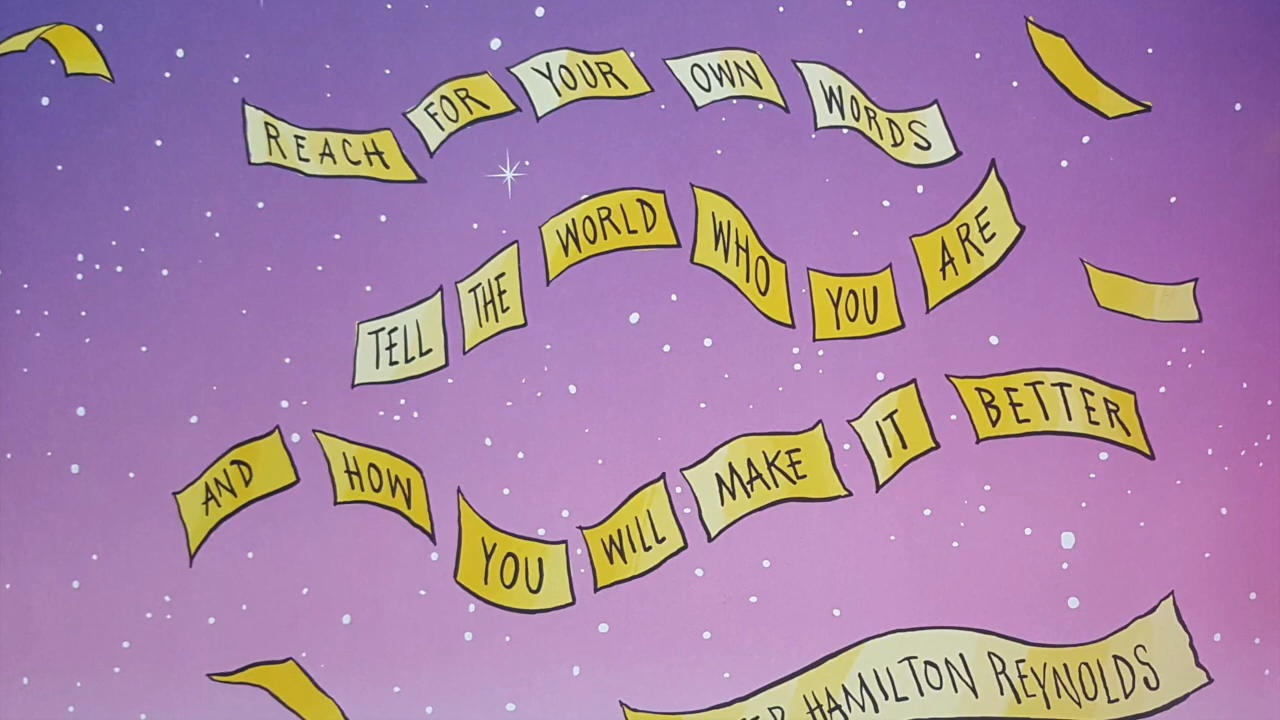 REACH FOR YOUR OWN WORDS
TELL THE WORLD WHO YOU ARE
AND HOW YOU WILL MAKE IT BETTER
HAMILTON REYNOLDS